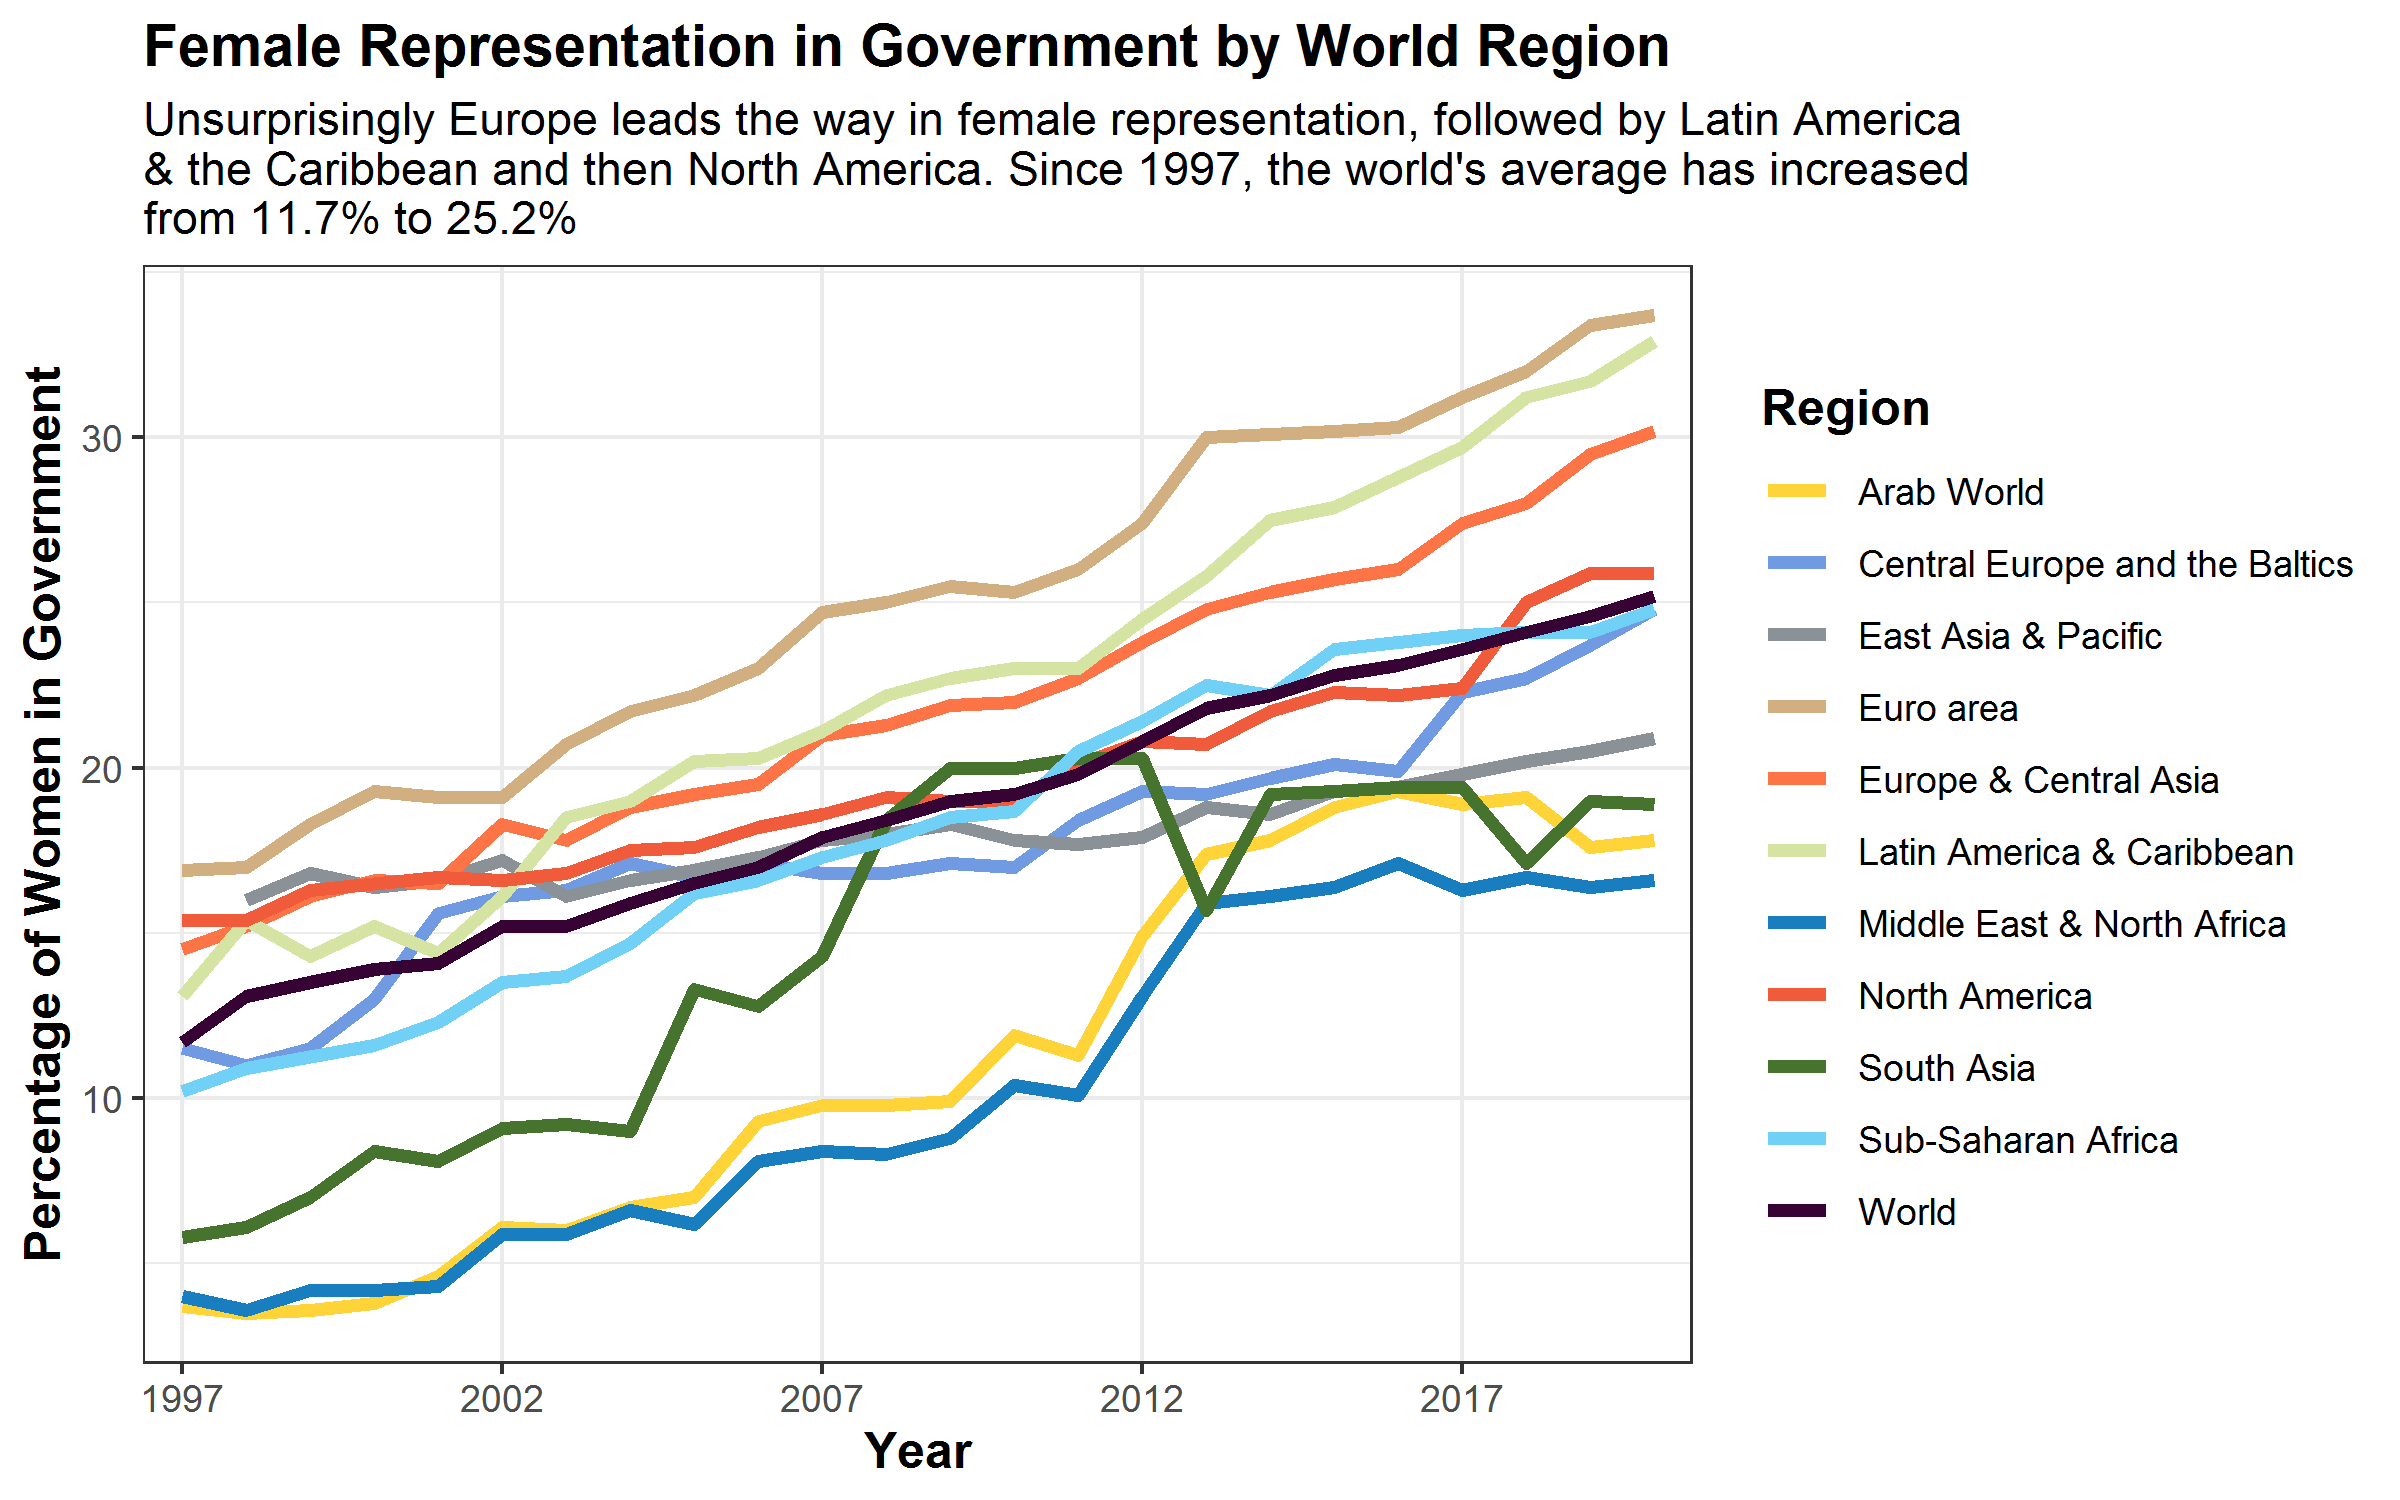 Female Representation in Government by World Region
Unsurprisingly Europe leads the way in female representation, followed by Latin America
& the Caribbean and then North America. Since 1997, the world's average has increased
from 11.7% to 25.2%
Percentage of Women in Government
30
20
10
1997
2002
2007
2012
2017
Year
Region
Arab World
Central Europe and the Baltics
East Asia & Pacific
Euro area
Europe & Central Asia
Latin America & Caribbean
Middle East & North Africa
North America
South Asia
Sub-Saharan Africa
World